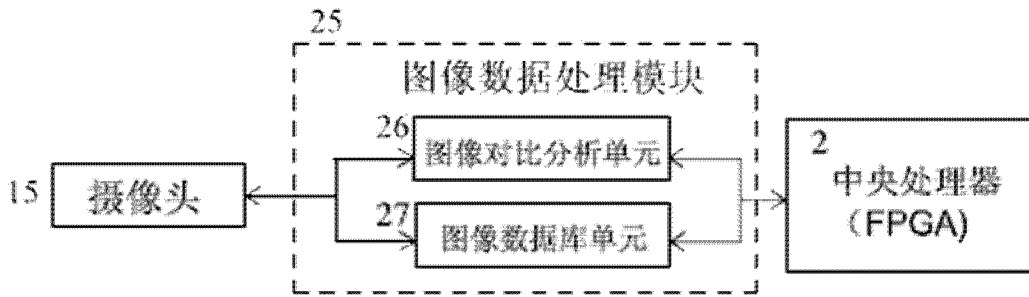 25
图像数据处理模块
26
图像对比分析单元
15
摄像头
27
图像数据库单元
2
中央处理器
（FPGA)